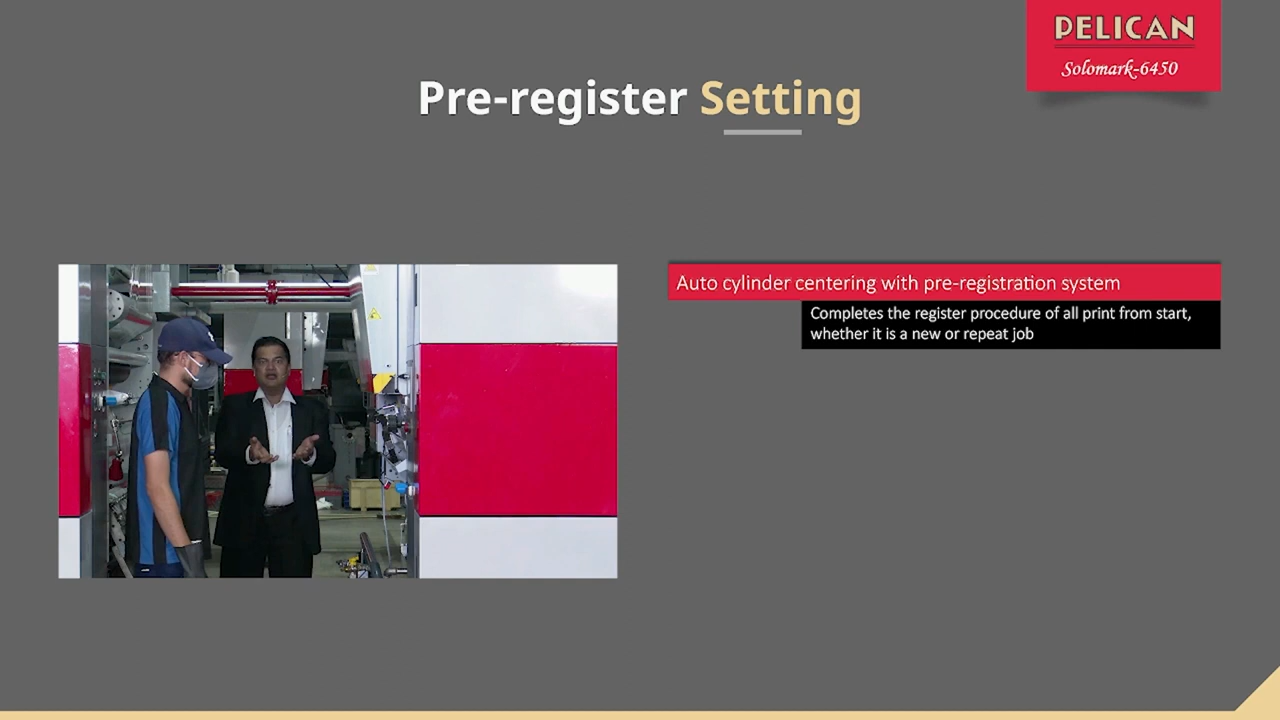 PELICAN
Solomark-6450
Pre-register Setting
Auto cylinder centering with pre-registration system
Completes the register procedure of all print from start,
whether it is a new or repeat job